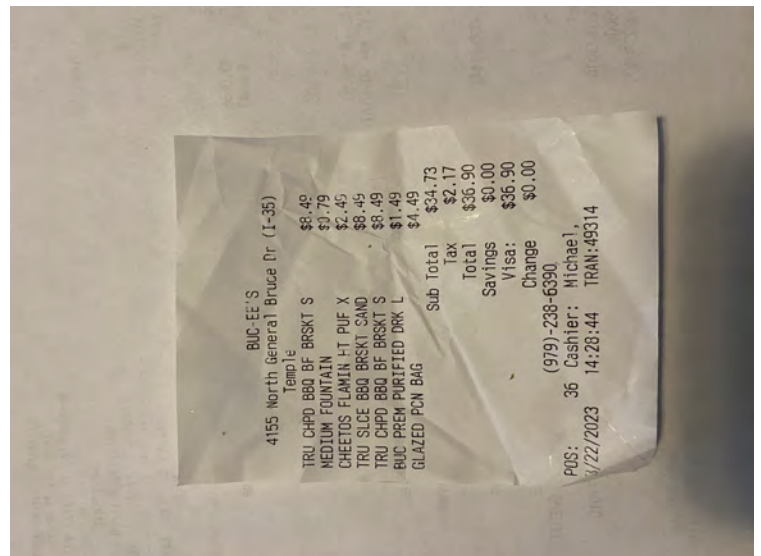 BUC-EE'S
4155 North General Bruce Dr (I-35)
Temple
TRU CHPD BBQ BF BRSKT S $8.49
MEDIUM FOUNTAIN $0.79
CHEETOS FLAMIN HT PUF X $2.49
TRU SLCE BBQ BRSKT SAND $8.49
TRU CHPD BBQ BF BRSKT S $8.49
BUC PREM PURIFIED DRK L $1.49
GLAZED PCN BAG $4.49
Sub Total $34.73
Tax $2.17
Total $36.90
Savings $0.00
Visa: $36.90
Change $0.00
(979)-238-6390
POS: 36 Cashier: Michael,
/22/2023 14:28:44 TRAN:49314